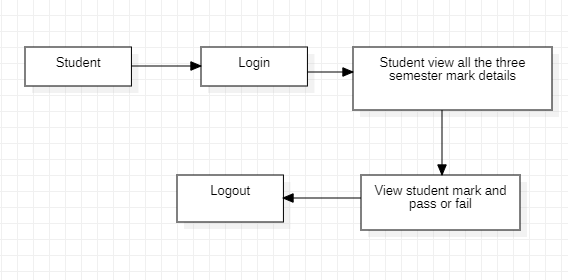 Student
Login
Student view all the three
semester mark details
Logout
View student mark and
pass or fail